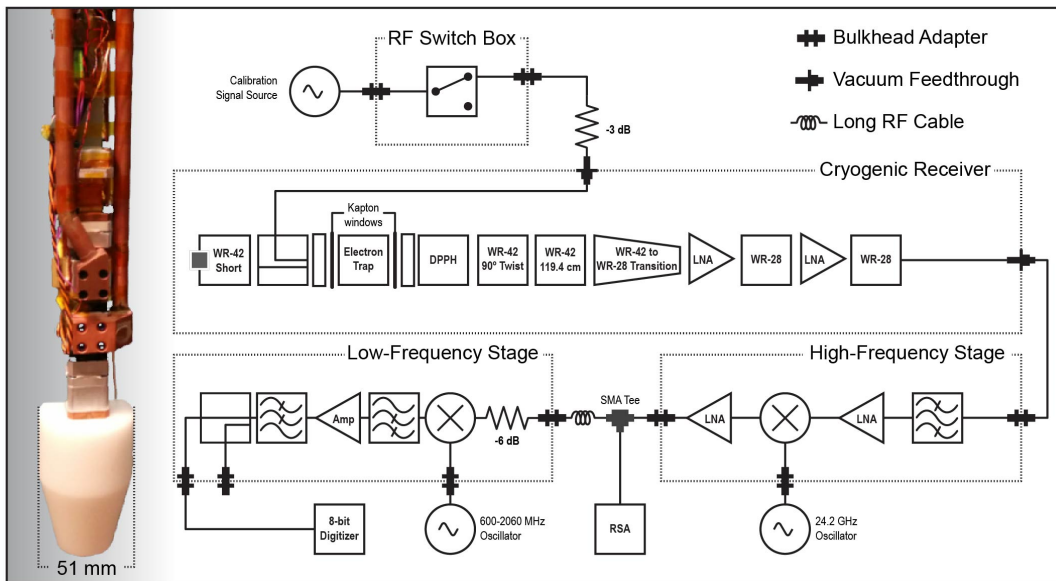 RF Switch Box
Bulkhead Adapter
Vacuum Feedthrough
Long RF Cable
Calibration
Signal Source
-3 dB
Cryogenic Receiver
Kapton
windows
WR-42
Short
Electron
Trap
DPPH
WR-42
90° Twist
WR-42
119.4 cm
WR-42 to
WR-28 Transition
LNA
WR-28
LNA
WR-28
Low-Frequency Stage
High-Frequency Stage
SMA Tee
Amp
-6 dB
LNA
LNA
8-bit
Digitizer
600-2060 MHz
Oscillator
RSA
24.2 GHz
Oscillator
51 mm